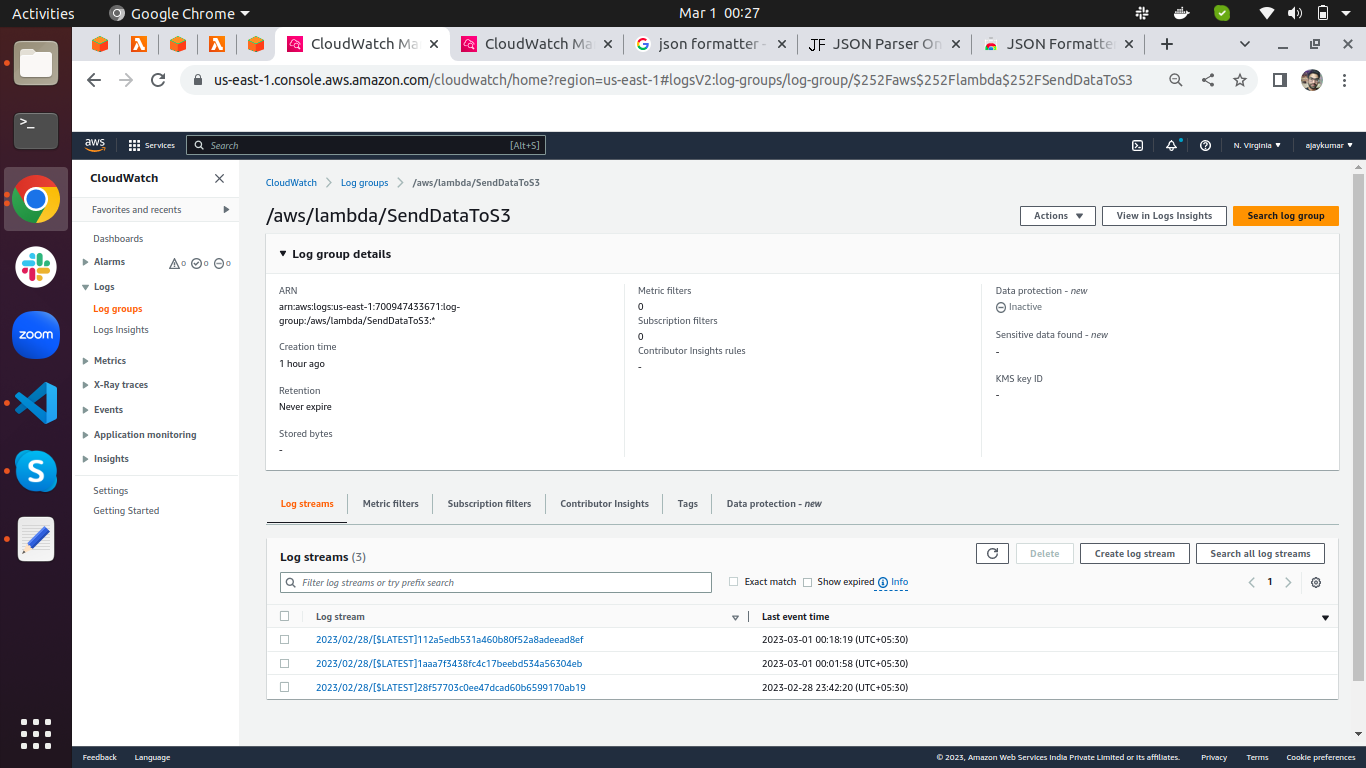 Activities
Google Chrome
Mar 1 00:27
CloudWatch Ma
CloudWatch Ma
json formatter -
JSON Parser On
JSON Formatte
us-east-1.console.aws.amazon.com/cloudwatch/home?region=us-east-1#logsV2:log-groups/log-group/$252Faws$252Flambda$252FSendDataToS3
aws
Services
Search
[Alt+S]
N. Virginia
ajaykumar
CloudWatch
Favorites and recents
Dashboards
Alarms
0
0
0
Logs
Log groups
Logs Insights
Metrics
X-Ray traces
Events
Application monitoring
Insights
Settings
Getting Started
CloudWatch
Log groups
/aws/lambda/SendDataToS3
/aws/lambda/SendDataToS3
Actions
View in Logs Insights
Search log group
Log group details
ARN
arn:aws:logs:us-east-1:700947433671:log-
group:/aws/lambda/SendDataToS3:*
Creation time
1 hour ago
Retention
Never expire
Stored bytes
-
Metric filters
0
Subscription filters
0
Contributor Insights rules
-
Data protection - new
Inactive
Sensitive data found - new
-
KMS key ID
-
Log streams
Metric filters
Subscription filters
Contributor Insights
Tags
Data protection - new
Log streams (3)
Delete
Create log stream
Search all log streams
Filter log streams or try prefix search
Exact match
Show expired
Info
1
Log stream
Last event time
2023/02/28/[$LATEST]112a5edb531a460b80f52a8adeead8ef
2023-03-01 00:18:19 (UTC+05:30)
2023/02/28/[$LATEST]1aaa7f3438fc4c17beebd534a56304eb
2023-03-01 00:01:58 (UTC+05:30)
2023/02/28/[$LATEST]28f57703c0ee47dcad60b6599170ab19
2023-02-28 23:42:20 (UTC+05:30)
zoom
Feedback
Language
© 2023, Amazon Web Services India Private Limited or its affiliates.
Privacy
Terms
Cookie preferences